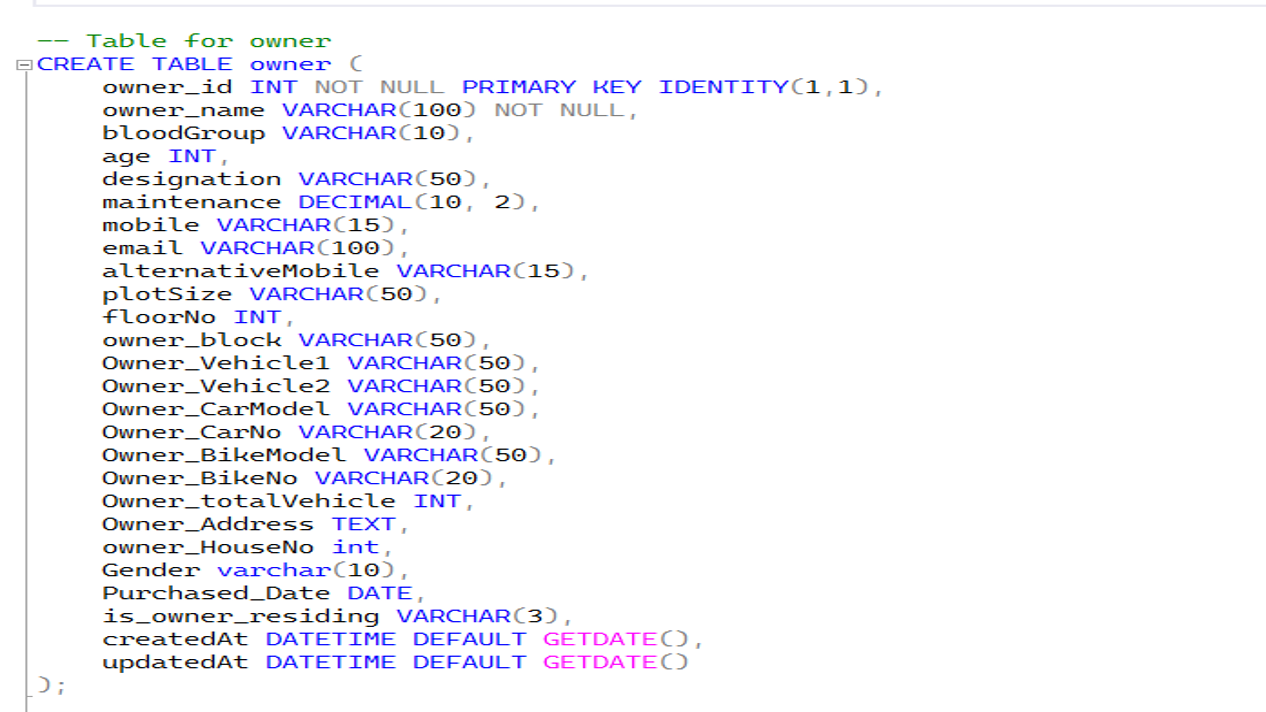 -- Table for owner
CREATE TABLE owner (
owner_id INT NOT NULL PRIMARY KEY IDENTITY(1,1),
owner_name VARCHAR(100) NOT NULL,
bloodGroup VARCHAR(10),
age INT,
designation VARCHAR(50),
maintenance DECIMAL(10, 2),
mobile VARCHAR(15),
email VARCHAR(100),
alternativeMobile VARCHAR(15),
plotSize VARCHAR(50),
floorNo INT,
owner_block VARCHAR(50),
Owner_Vehicle1 VARCHAR(50),
Owner_Vehicle2 VARCHAR(50),
Owner_CarModel VARCHAR(50),
Owner_CarNo VARCHAR(20),
Owner_BikeModel VARCHAR(50),
Owner_BikeNo VARCHAR(20),
Owner_totalVehicle INT,
Owner_Address TEXT,
owner_HouseNo int,
Gender varchar(10),
Purchased_Date DATE,
is_owner_residing VARCHAR(3),
createdAt DATETIME DEFAULT GETDATE(),
updatedAt DATETIME DEFAULT GETDATE()
);